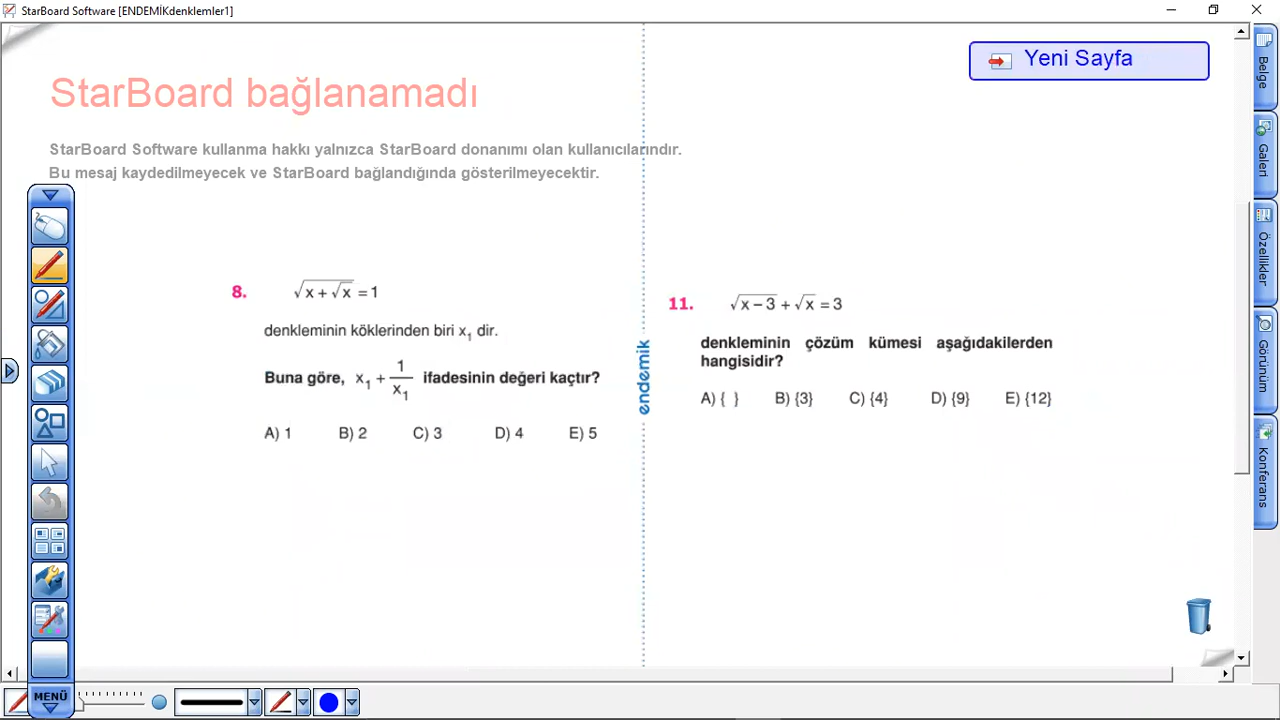 StarBoard Software [ENDEMİKdenklemler1]
Yeni Sayfa
StarBoard bağlanamadı
StarBoard Software kullanma hakkı yalnızca StarBoard donanımı olan kullanıcılarındır.
Bu mesaj kaydedilmeyecek ve StarBoard bağlandığında gösterilmeyecektir.
8. √(x + √x) = 1
denkleminin köklerinden biri x₁ dir.
Buna göre, x₁ + 1/x₁ ifadesinin değeri kaçtır?
A) 1 B) 2 C) 3 D) 4 E) 5
endemik
11. √(x − 3) + √x = 3
denkleminin çözüm kümesi aşağıdakilerden
hangisidir?
A) { } B) {3} C) {4} D) {9} E) {12}
Belge
Galeri
Özellikler
Görünüm
Konferans
MENÜ